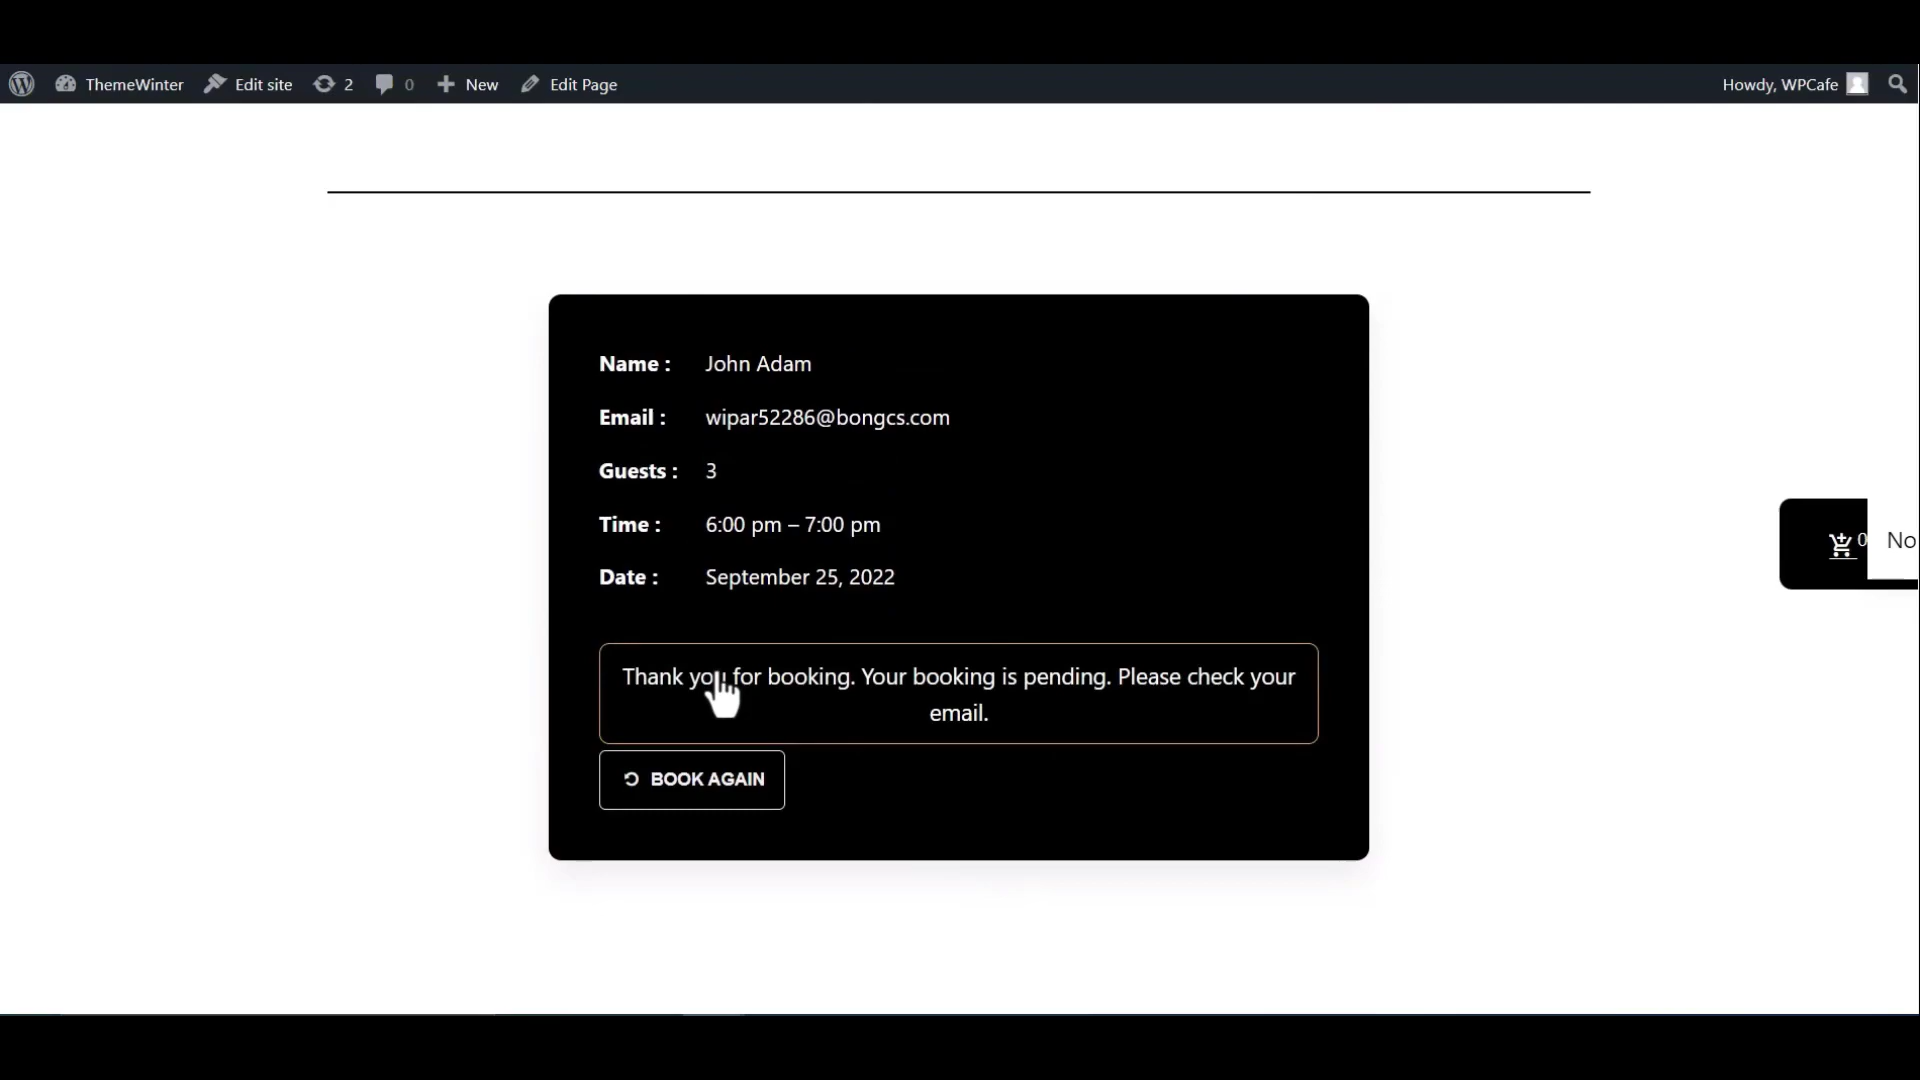 ThemeWinter Edit site 2 0 New Edit Page Howdy, WPCafe
Name : John Adam
Email : wipar52286@bongcs.com
Guests : 3
Time : 6:00 pm – 7:00 pm
0 No
Date : September 25, 2022
Thank you for booking. Your booking is pending. Please check your
email.
BOOK AGAIN